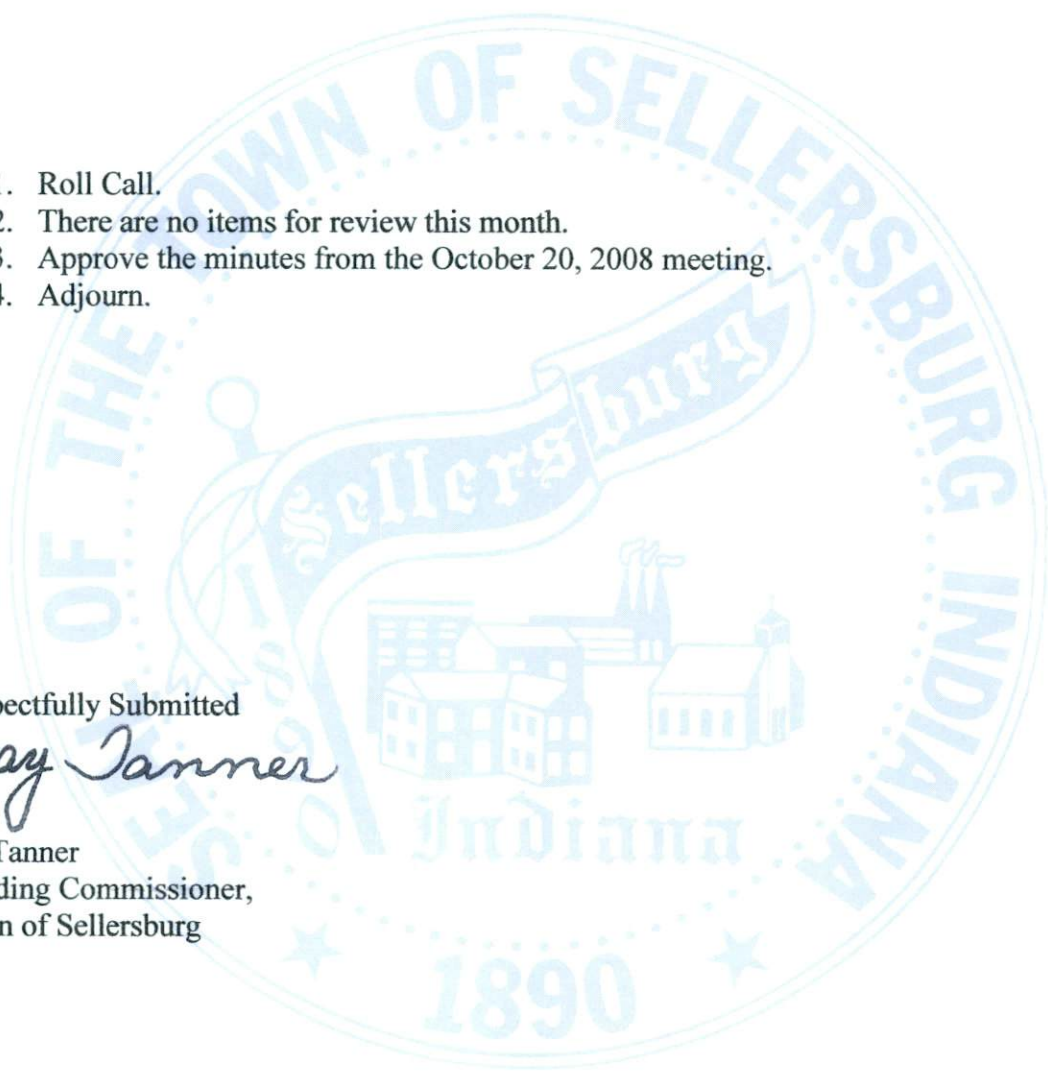 . Roll Call.
2. There are no items for review this month.
3. Approve the minutes from the October 20, 2008 meeting.
4. Adjourn.
SEAL OF THE TOWN OF SELLERSBURG INDIANA
Sellersburg
1890
Indiana
1890
pectfully Submitted
ay Tanner
Tanner
ding Commissioner,
n of Sellersburg